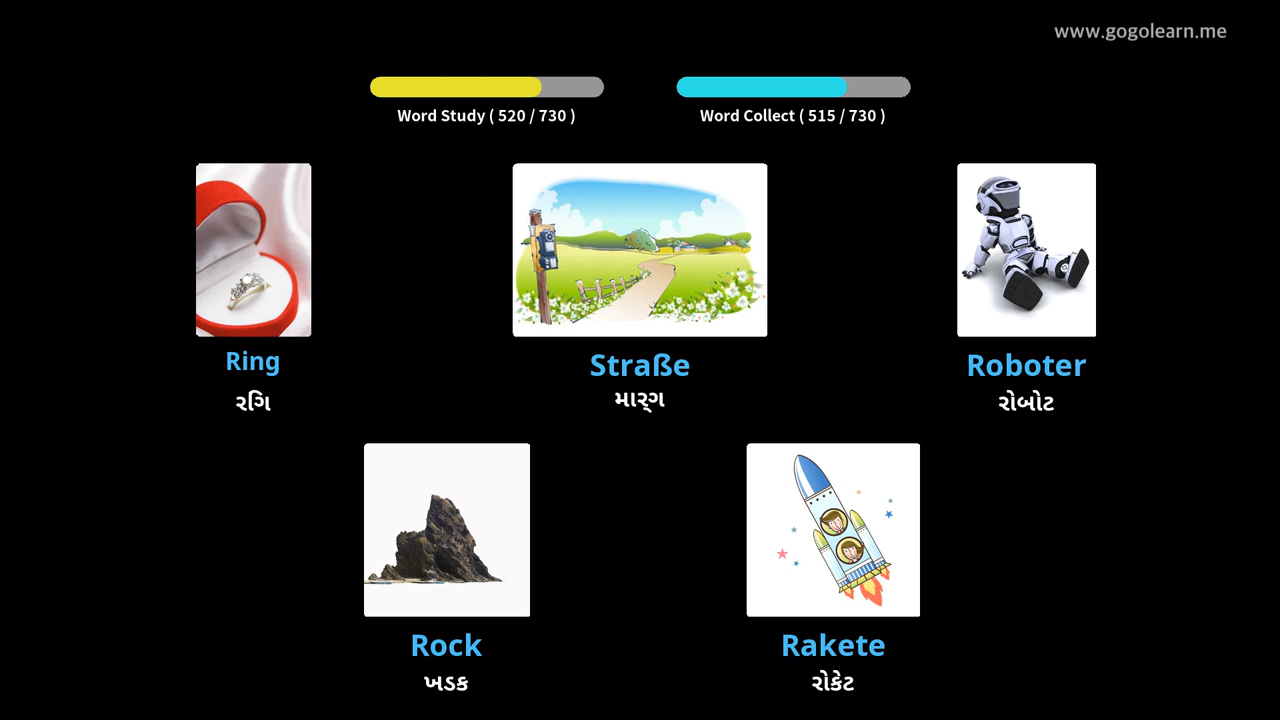 www.gogolearn.me
Word Study ( 520 / 730 )
Word Collect ( 515 / 730 )
Ring
રિંગ
Straße
માર્ગ
Roboter
રોબોટ
Rock
ખડક
Rakete
રોકેટ